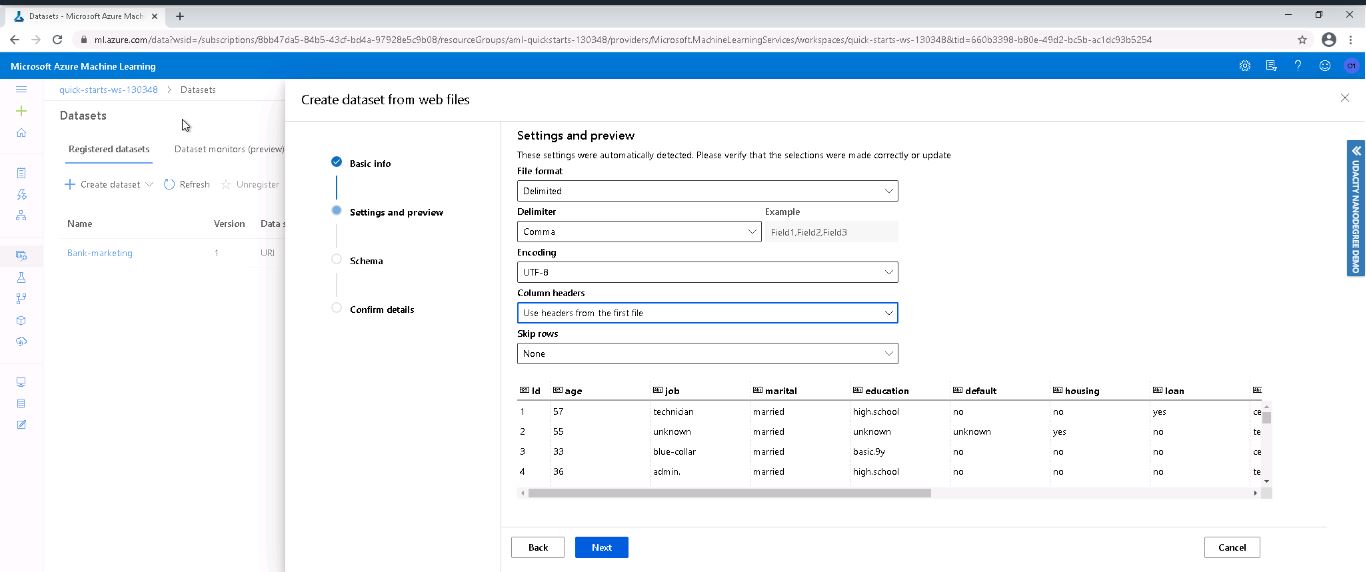 Datasets - Microsoft Azure Mach
ml.azure.com/data?wsid=/subscriptions/8bb47da5-84b5-43cf-bd4a-97928e5c9b08/resourceGroups/aml-quickstarts-130348/providers/Microsoft.MachineLearningServices/workspaces/quick-starts-ws-130348&tid=660b3398-b80e-49d2-bc5b-ac1dc93b5254
Microsoft Azure Machine Learning
quick-starts-ws-130348 > Datasets
Datasets
Registered datasets Dataset monitors (preview)
Create dataset Refresh Unregister
Name Version Data s
Bank-marketing 1 URI
Create dataset from web files
Basic info
Settings and preview
Schema
Confirm details
Settings and preview
These settings were automatically detected. Please verify that the selections were made correctly or update
File format
Delimited
Delimiter Example
Comma Field1,Field2,Field3
Encoding
UTF-8
Column headers
Use headers from the first file
Skip rows
None
Id age job marital education default housing loan
1 57 technician married high.school no no yes ce
2 55 unknown married unknown unknown yes no te
3 33 blue-collar married basic.9y no no no ce
4 36 admin. married high.school no no no te
Back Next Cancel
UDACITY NANODEGREE DEMO